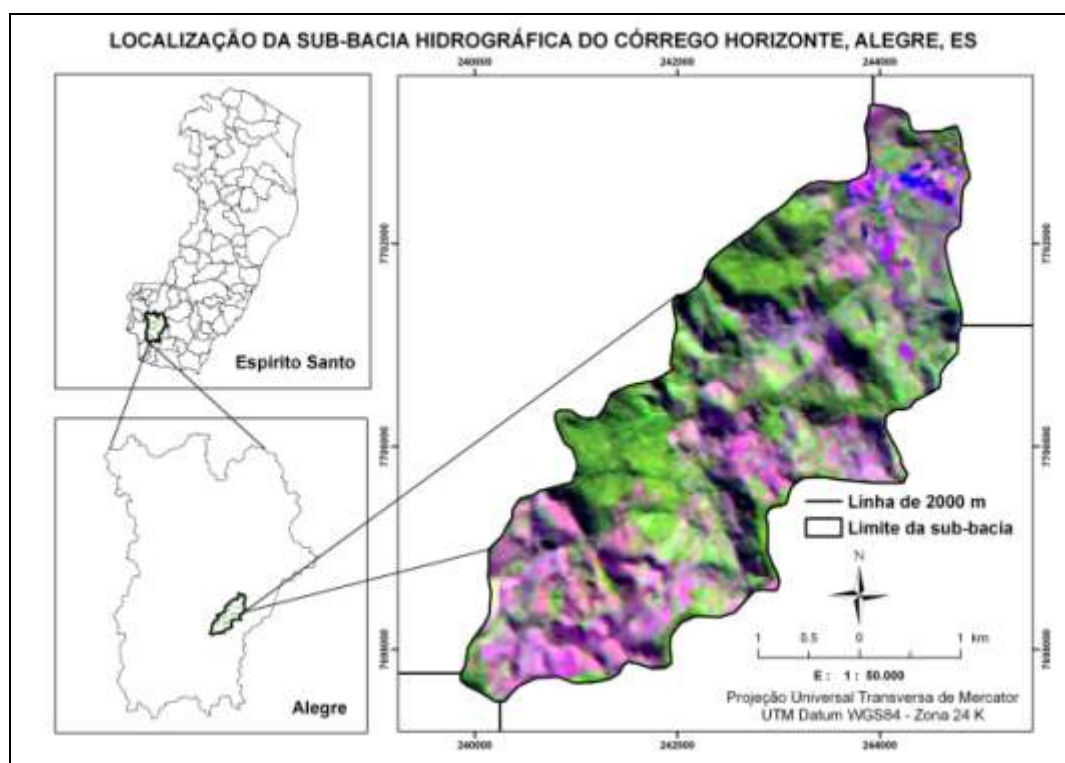 LOCALIZAÇÃO DA SUB-BACIA HIDROGRÁFICA DO CÓRREGO HORIZONTE, ALEGRE, ES
240000 242000 244000
Espírito Santo
Alegre
7702000 7702000
Linha de 2000 m
Limite da sub-bacia
N
1 0.5 0 1 km
E : 1 : 50.000
Projeção Universal Transversa de Mercator
UTM Datum WGS84 - Zona 24 K
240000 242000 244000